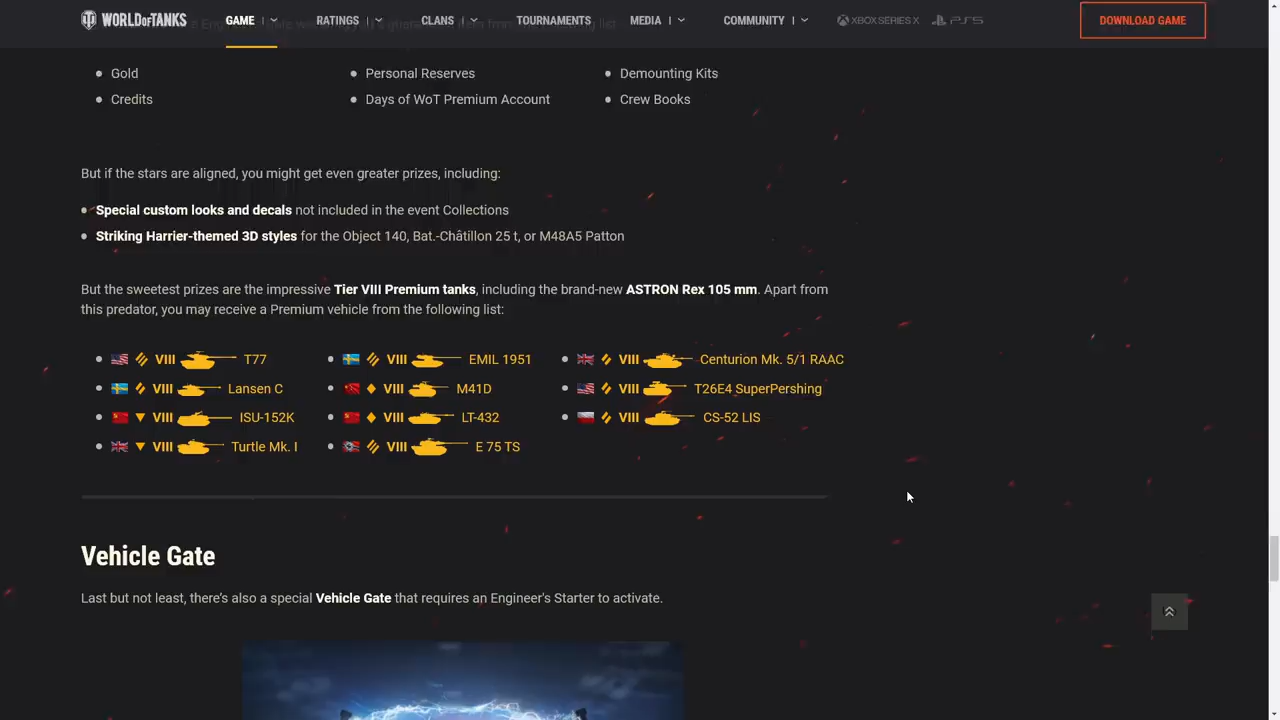 WORLD OF TANKS
GAME
RATINGS
CLANS
TOURNAMENTS
MEDIA
COMMUNITY
XBOX SERIES X
PS5
DOWNLOAD GAME
Gold
Personal Reserves
Demounting Kits
Credits
Days of WoT Premium Account
Crew Books
But if the stars are aligned, you might get even greater prizes, including:
Special custom looks and decals not included in the event Collections
Striking Harrier-themed 3D styles for the Object 140, Bat.-Châtillon 25 t, or M48A5 Patton
But the sweetest prizes are the impressive Tier VIII Premium tanks, including the brand-new ASTRON Rex 105 mm. Apart from
this predator, you may receive a Premium vehicle from the following list:
VIII T77
VIII EMIL 1951
VIII Centurion Mk. 5/1 RAAC
VIII Lansen C
VIII M41D
VIII T26E4 SuperPershing
VIII ISU-152K
VIII LT-432
VIII CS-52 LIS
VIII Turtle Mk. I
VIII E 75 TS
Vehicle Gate
Last but not least, there's also a special Vehicle Gate that requires an Engineer's Starter to activate.